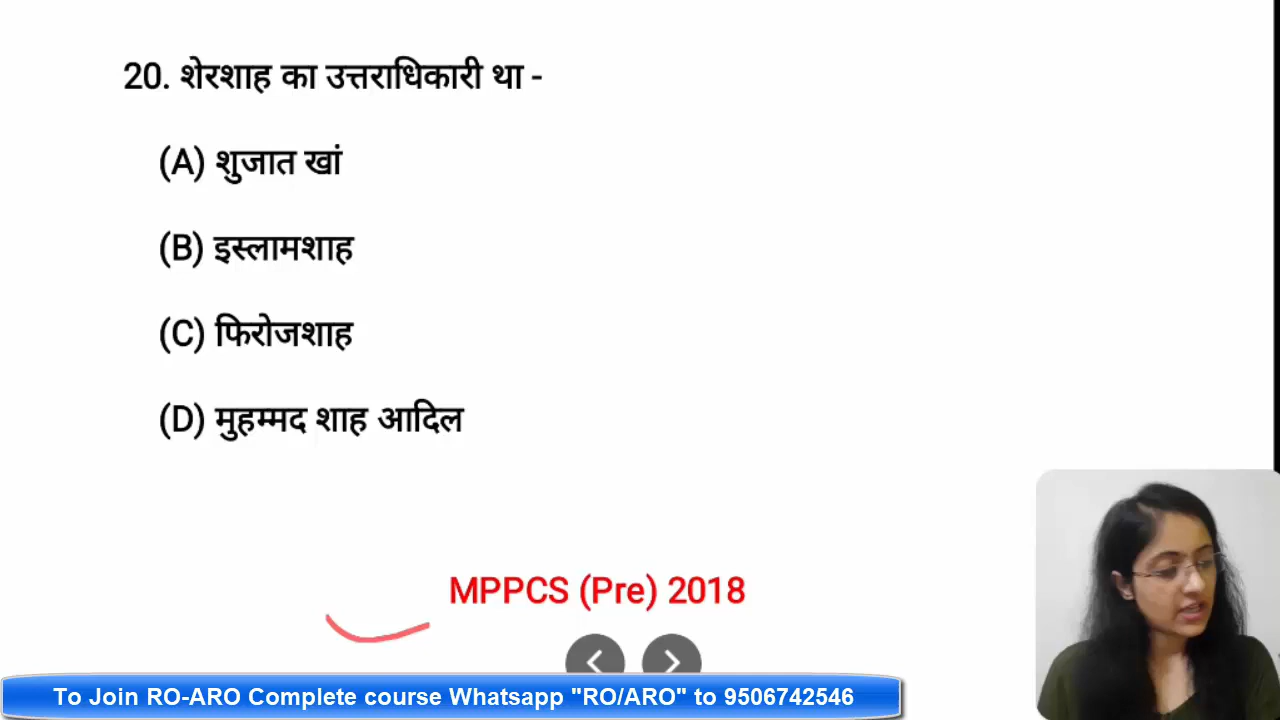 20. शेरशाह का उत्तराधिकारी था -
(A) शुजात खां
(B) इस्लामशाह
(C) फिरोजशाह
(D) मुहम्मद शाह आदिल
MPPCS (Pre) 2018
To Join RO-ARO Complete course Whatsapp "RO/ARO" to 9506742546